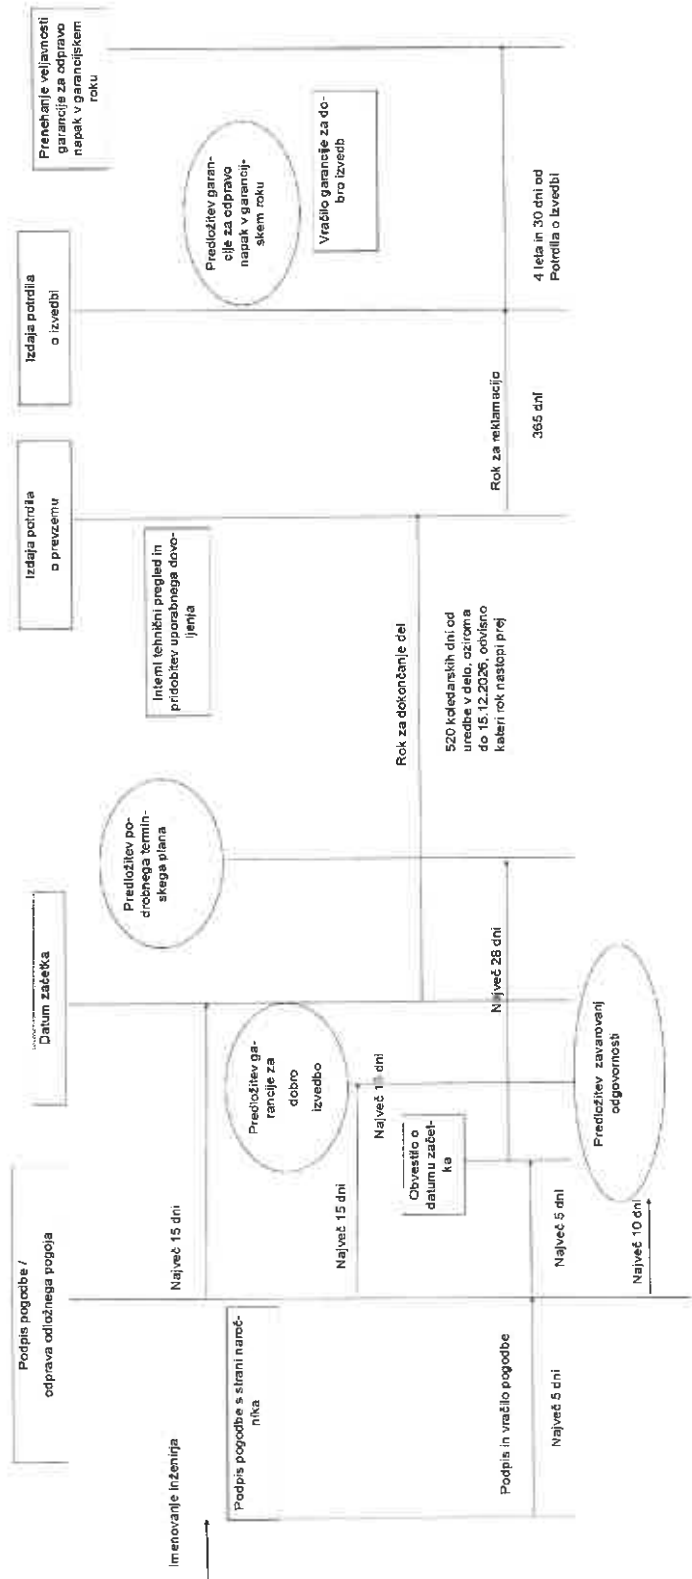 Podpis pogodbe /
odprava odložnega pogoja
Datum začetka
Izdaja potrdila
o prevzemu
Izdaja potrdila
o izvedbi
Prenehanje veljavnosti
garancije za odpravo
napak v garancijskem
roku
Imenovanje inženirja
Največ 15 dni
Predložitev po-
drobnega termin-
skega plana
Interni tehnični pregled in
pridobitev uporabnega dovo-
ljenja
Predložitev garan-
cije za odpravo
napak v garancij-
skem roku
Podpis pogodbe s strani naroč-
nika
Predložitev ga-
rancije za
dobro
izvedbo
Vračilo garancije za do-
bro izvedb
Največ 15 dni
Največ dni
Rok za dokončanje del
Obvestilo o
datumu začet-
ka
520 koledarskih dni od
uredbe v delo, oziroma
do 15.12.2026, odvisno
kateri rok nastopi prej
Podpis in vračilo pogodbe
Največ 28 dni
Rok za reklamacijo
Največ 5 dni
Največ 5 dni
365 dni
4 leta in 30 dni od
Potrdila o izvedbi
Predložitev zavarovanj
odgovornosti
Največ 10 dni